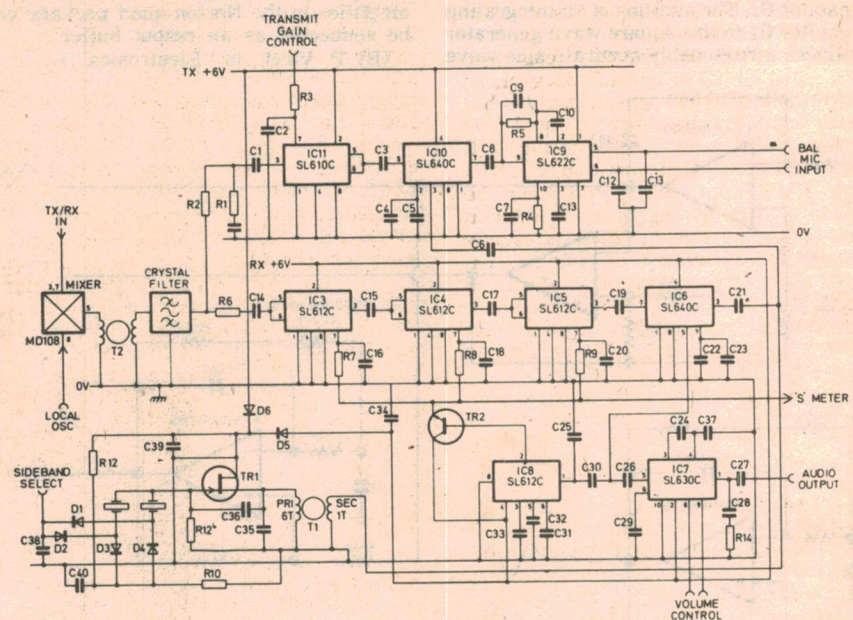 TRANSMIT
GAIN
CONTROL
TX +6V
R3
C2
C9
R5
C10
IC11
SL610C
C3
IC10
SL640C
C8
IC9
SL622C
C1
BAL
MIC
INPUT
R2
R1
C4
C5
C7
R4
C13
C12
C13
0V
C6
TX/RX
IN
RX +6V
3,7
MIXER
CRYSTAL
FILTER
R6
C14
IC3
SL612C
C15
IC4
SL612C
C17
IC5
SL612C
C19
IC6
SL640C
C21
MD108
8
T2
R7
C16
R8
C18
R9
C20
C22
C23
0V
LOCAL
OSC
'S' METER
D6
C34
TR2
C25
C24
C37
C39
D5
R12
SIDEBAND
SELECT
TR1
IC8
SL612C
C30
C26
IC7
SL630C
C27
AUDIO
OUTPUT
D1
D2
C38
D3
D4
R12
C36
C35
PRI
6T
T1
SEC
1T
C33
C32
C31
C29
C28
R14
C40
R10
VOLUME
CONTROL